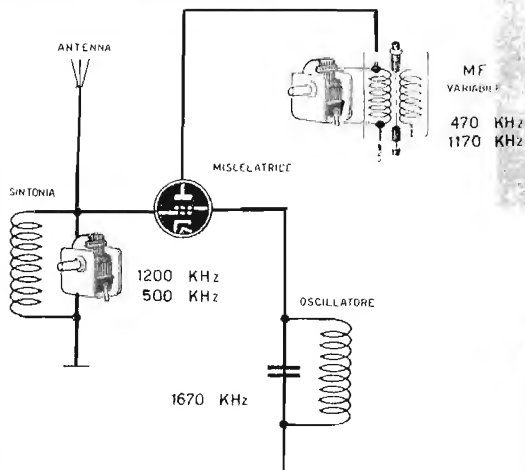 ANTENNA
MF
VARIABILE
470 KHz
1170 KHz
MISCELATRICE
SINTONIA
1200 KHz
500 KHz
OSCILLATORE
1670 KHz